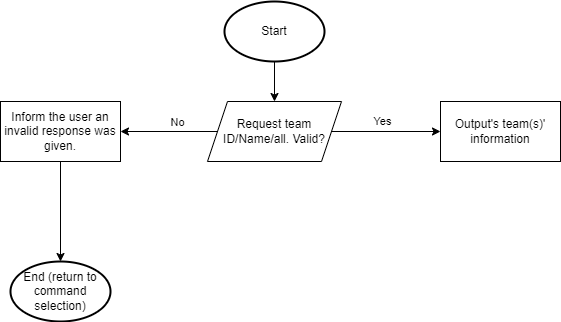 Start
Inform the user an
invalid response was
given.
No
Request team
ID/Name/all. Valid?
Yes
Output's team(s)'
information
End (return to
command
selection)